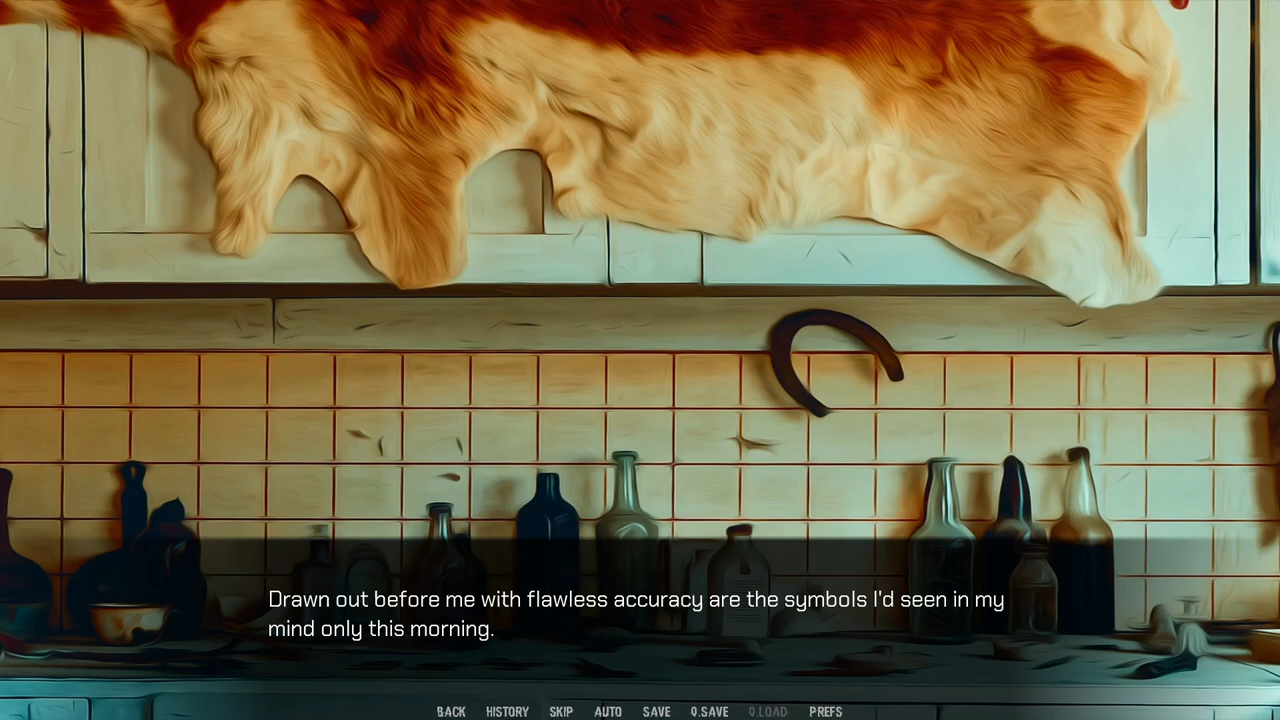 Drawn out before me with flawless accuracy are the symbols I'd seen in my
mind only this morning.
BACK HISTORY SKIP AUTO SAVE Q.SAVE Q.LOAD PREFS